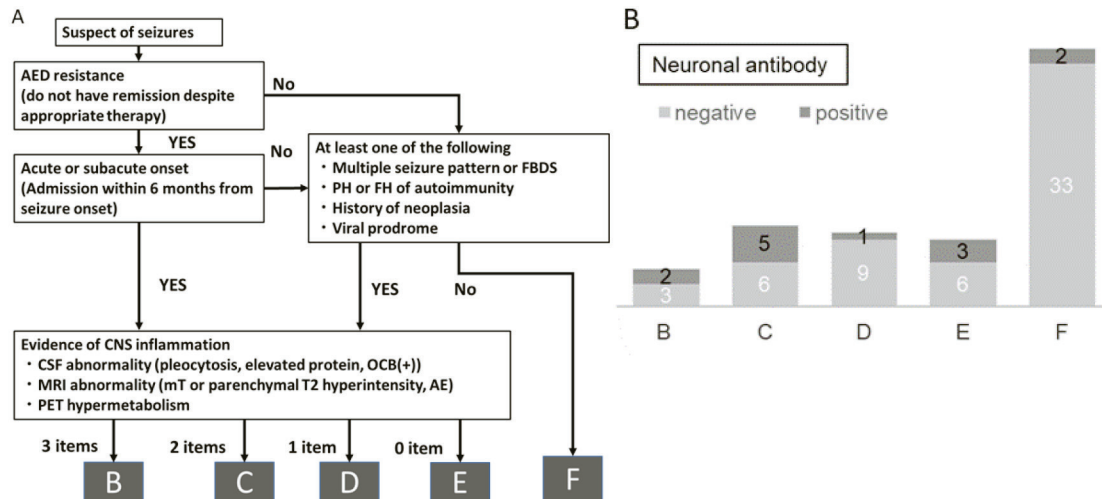 A
Suspect of seizures
AED resistance
(do not have remission despite
appropriate therapy)
No
YES
Acute or subacute onset
(Admission within 6 months from
seizure onset)
No
At least one of the following
・Multiple seizure pattern or FBDS
・PH or FH of autoimmunity
・History of neoplasia
・Viral prodrome
YES
YES
No
Evidence of CNS inflammation
・CSF abnormality (pleocytosis, elevated protein, OCB(+))
・MRI abnormality (mT or parenchymal T2 hyperintensity, AE)
・PET hypermetabolism
3 items
2 items
1 item
0 item
B
C
D
E
F
B
Neuronal antibody
negative
positive
2
3
5
6
1
9
3
6
2
33
B
C
D
E
F